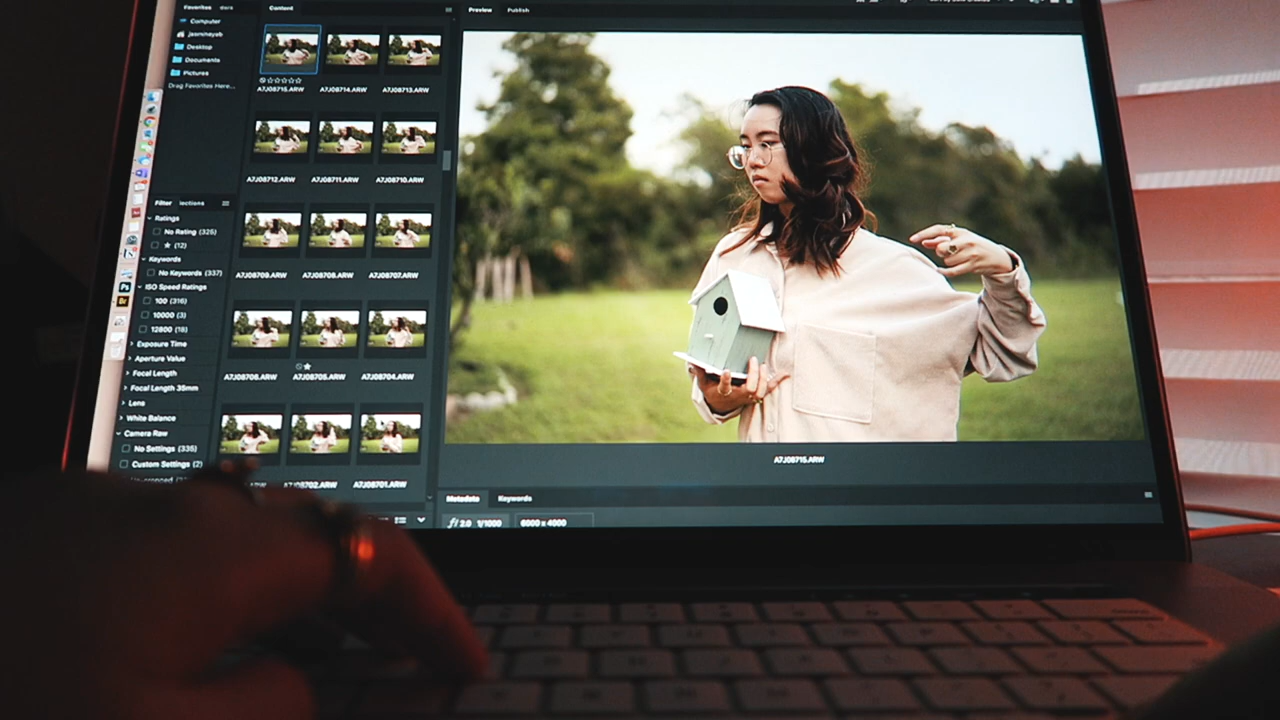 Favorites
Computer
jasmineyab
Desktop
Documents
Pictures
Drag Favorites Here...
Filter
Ratings
No Rating (325)
★ (12)
Keywords
No Keywords (337)
ISO Speed Ratings
100 (316)
10000 (3)
12800 (18)
Exposure Time
Aperture Value
Focal Length
Focal Length 35mm
Lens
White Balance
Camera Raw
No Settings (335)
Custom Settings (2)
Content
A7J08715.ARW A7J08714.ARW A7J08713.ARW
A7J08712.ARW A7J08711.ARW A7J08710.ARW
A7J08709.ARW A7J08708.ARW A7J08707.ARW
A7J08706.ARW A7J08705.ARW A7J08704.ARW
A7J08702.ARW A7J08701.ARW
Preview Publish
A7J08715.ARW
Metadata Keywords
f/ 2.0 1/1000 6000 x 4000
Ps
Br